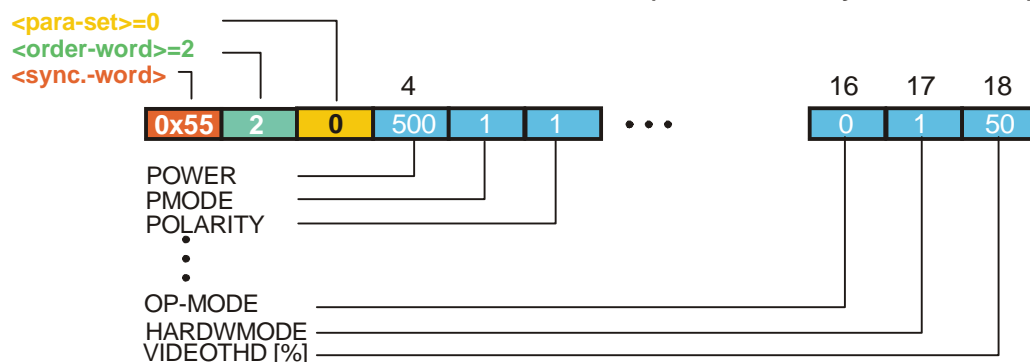 <para-set>=0
<order-word>=2
<sync.-word>
4 16 17 18
0x55 2 0 500 1 1 • • • 0 1 50
POWER
PMODE
POLARITY
OP-MODE
HARDWMODE
VIDEOTHD [%]